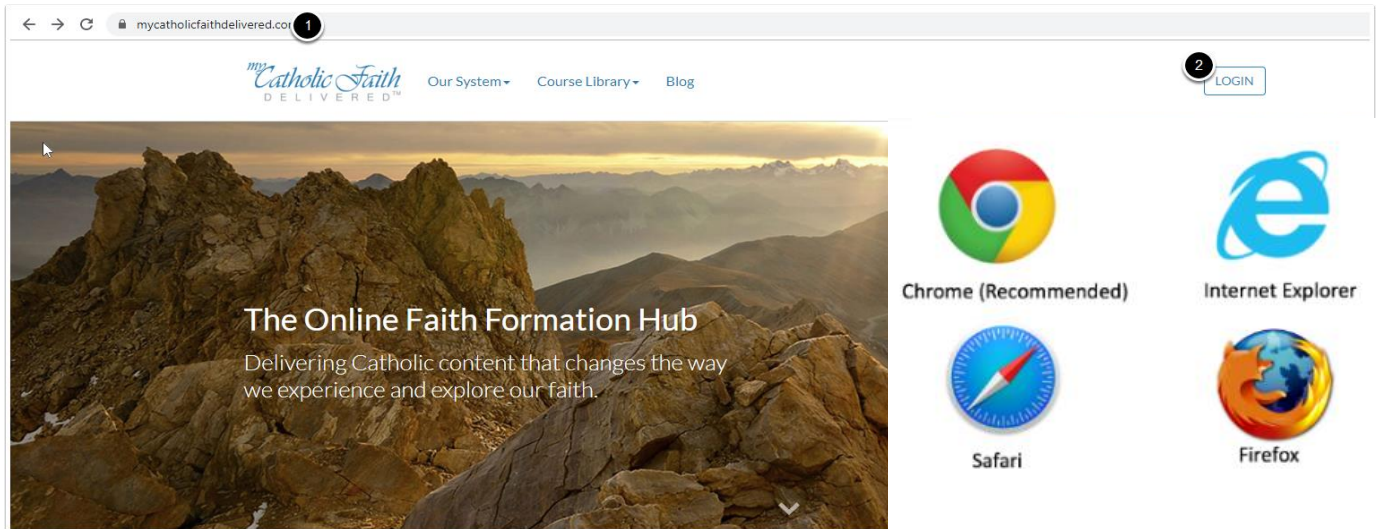 mycatholicfaithdelivered.com
1
my Catholic Faith
DELIVERED™
Our System
Course Library
Blog
2
LOGIN
The Online Faith Formation Hub
Delivering Catholic content that changes the way
we experience and explore our faith.
Chrome (Recommended)
Internet Explorer
Safari
Firefox